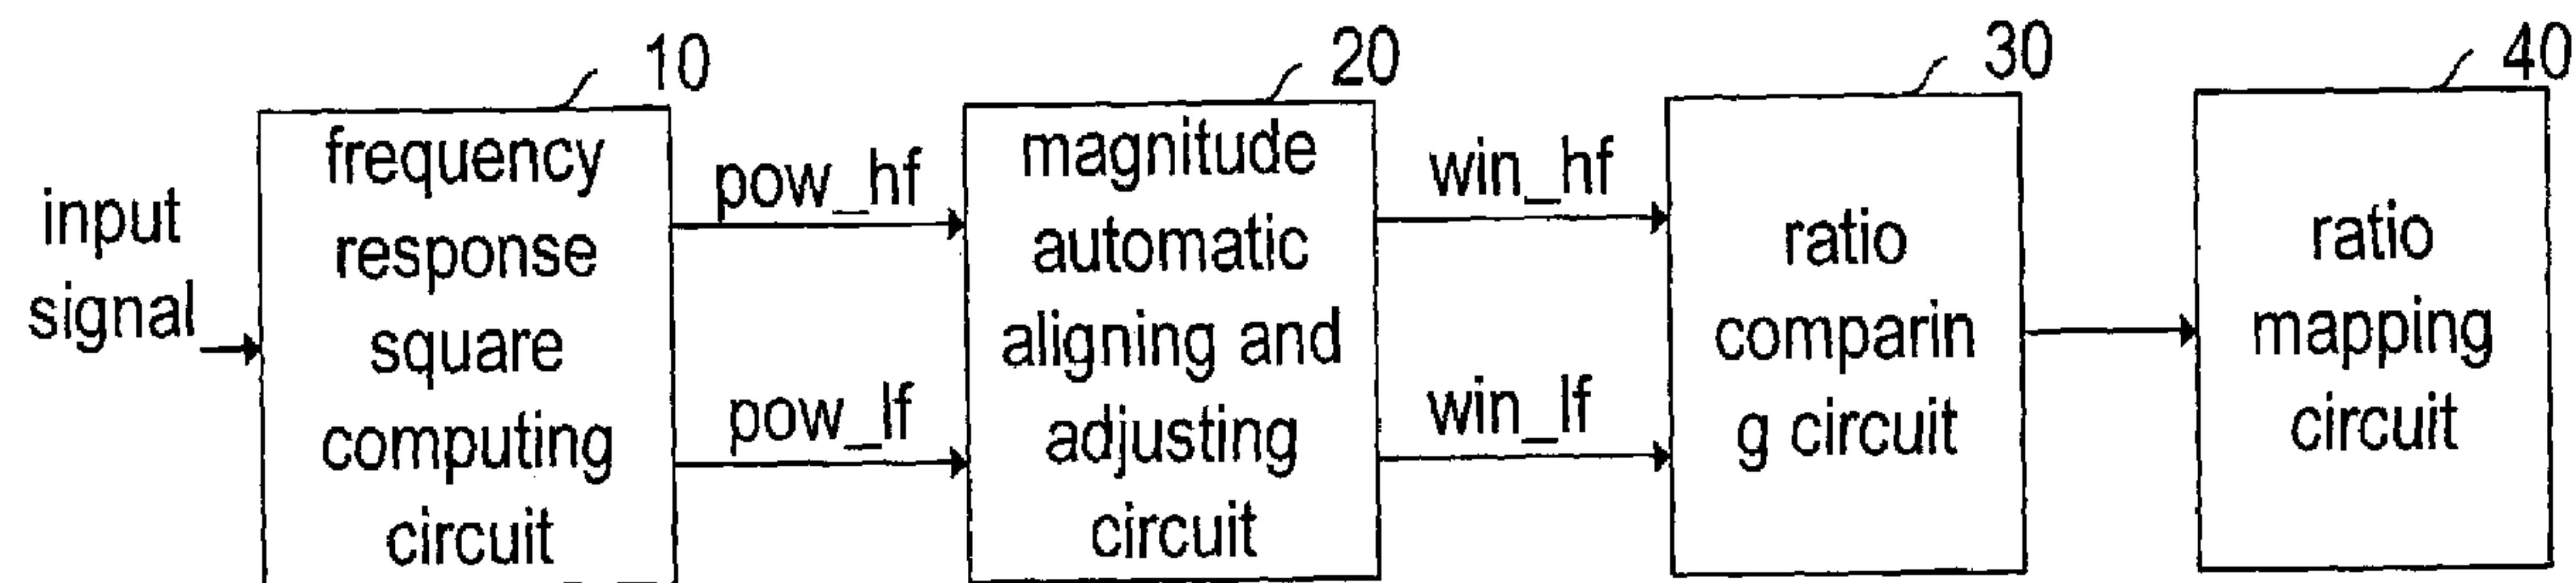 10
20
30
40
input
signal
frequency
response
square
computing
circuit
pow_hf
pow_lf
magnitude
automatic
aligning and
adjusting
circuit
win_hf
win_lf
ratio
comparin
g circuit
ratio
mapping
circuit